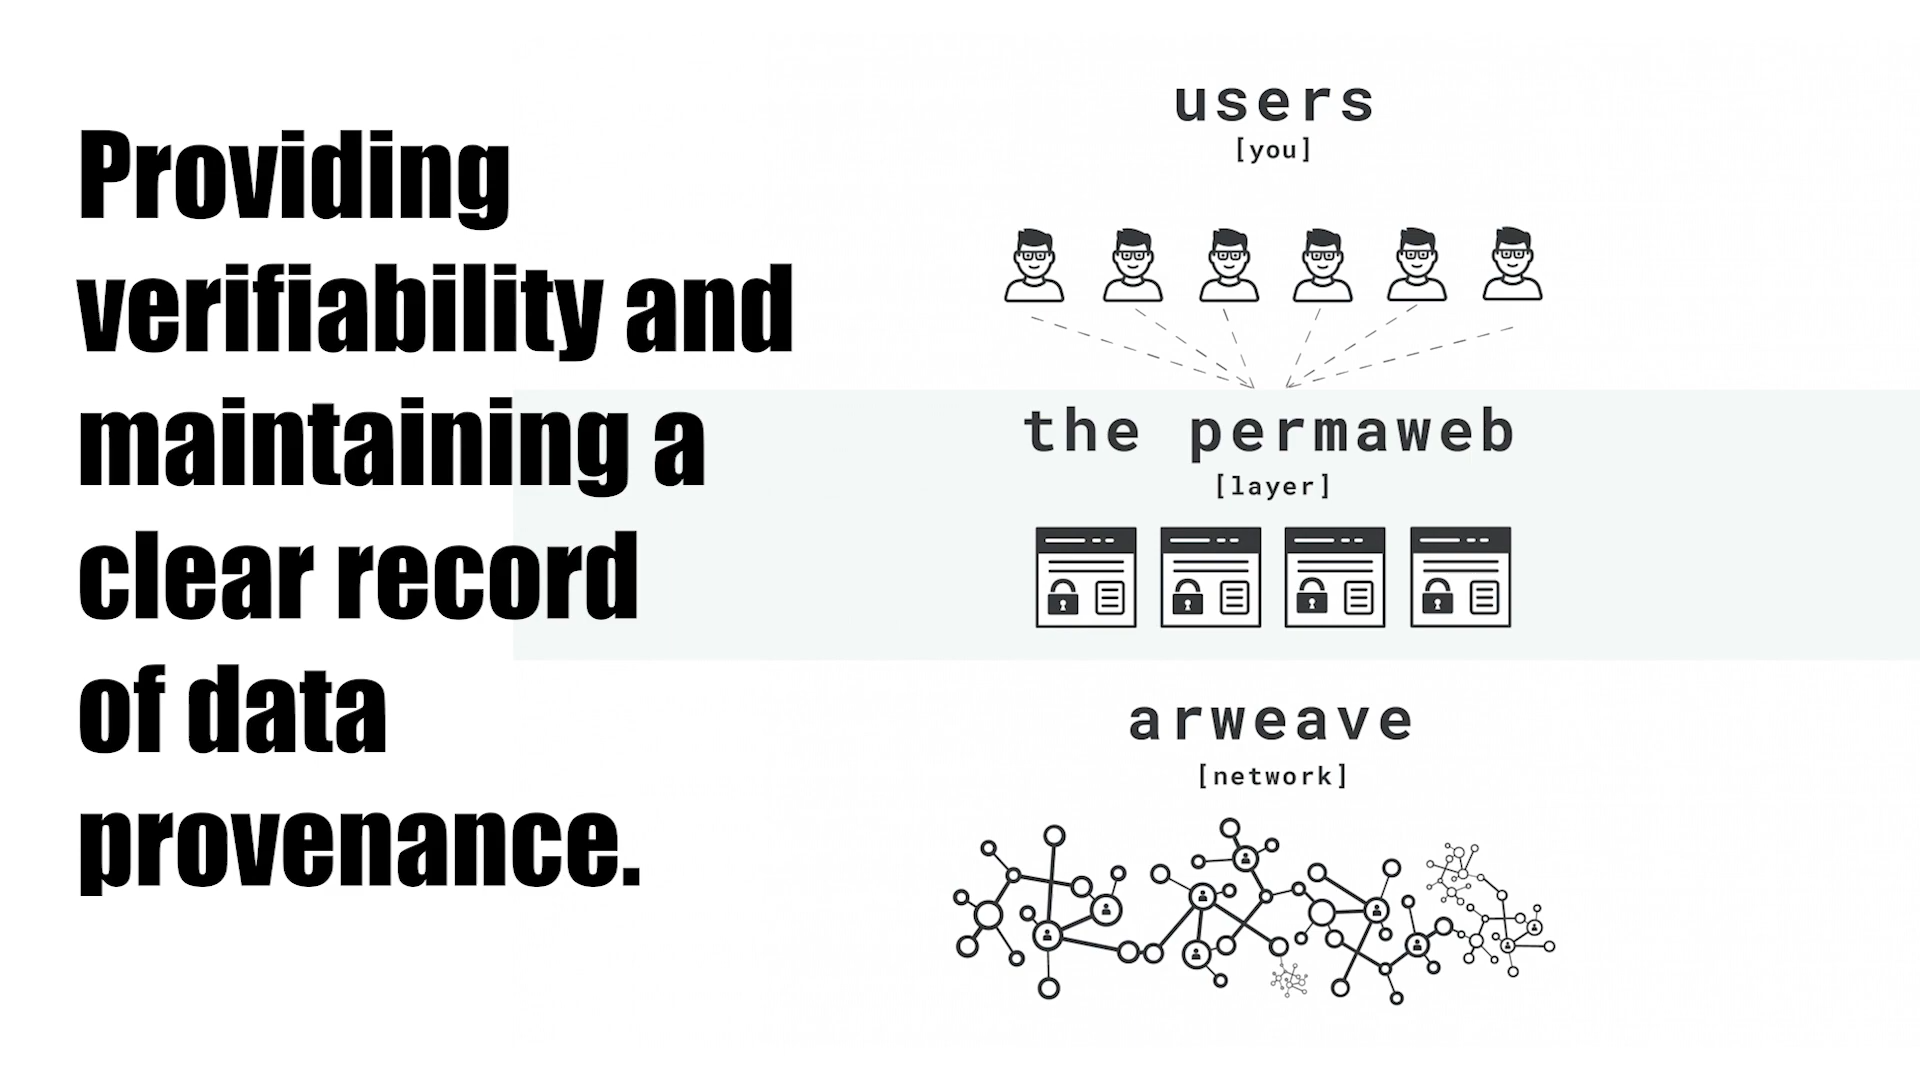 Providing
verifiability and
maintaining a
clear record
of data
provenance.
users
[you]
the permaweb
[layer]
arweave
[network]